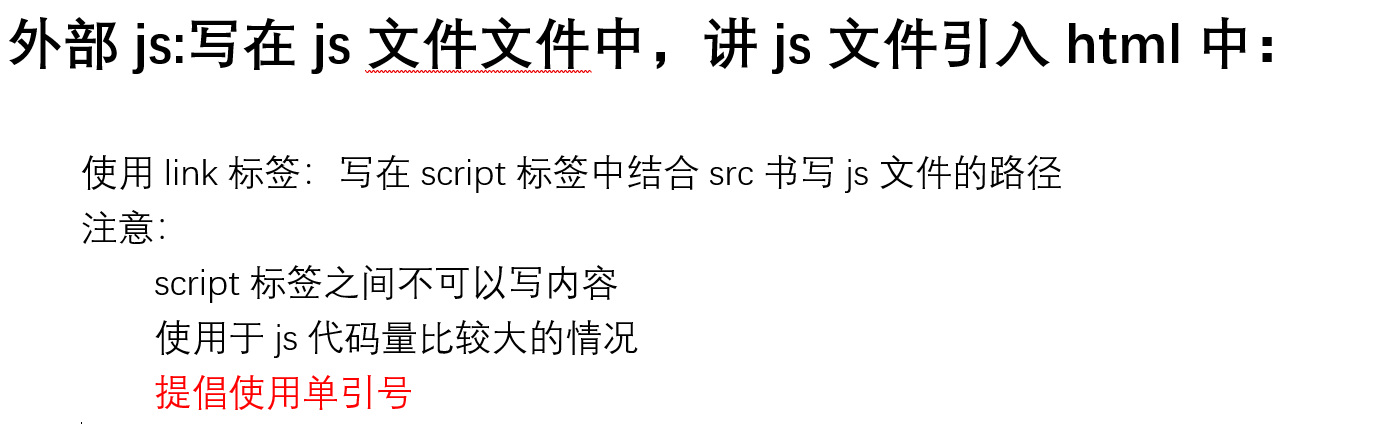 外部 js:写在 js 文件文件中，讲 js 文件引入 html 中：
使用 link 标签： 写在 script 标签中结合 src 书写 js 文件的路径
注意：
script 标签之间不可以写内容
使用于 js 代码量比较大的情况
提倡使用单引号